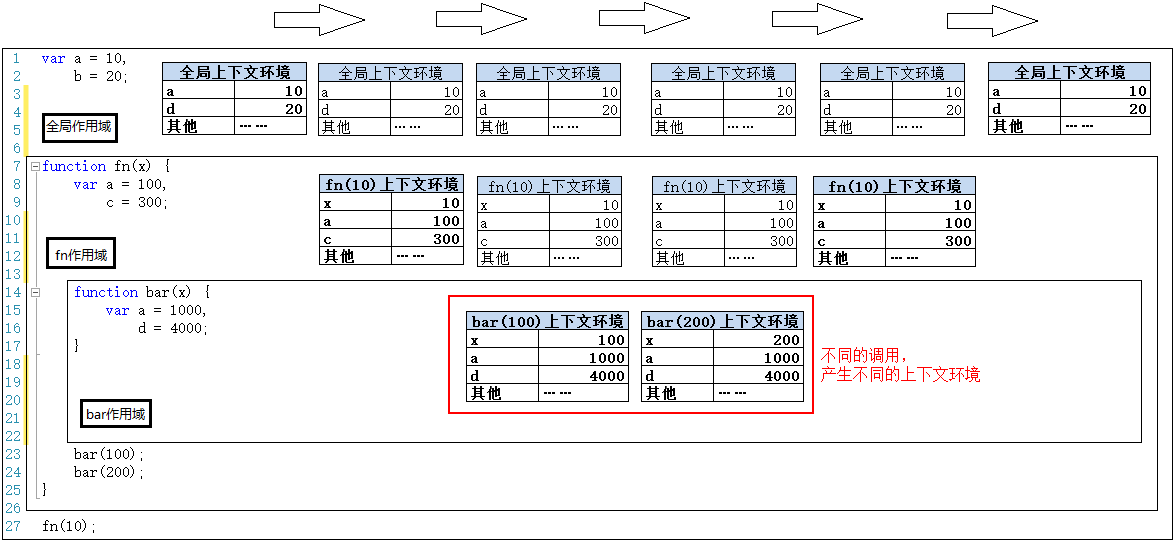 1 var a = 10,
2 b = 20;
3
4
5
6
全局作用域
全局上下文环境
a 10
d 20
其他 ……
全局上下文环境
a 10
d 20
其他 ……
全局上下文环境
a 10
d 20
其他 ……
全局上下文环境
a 10
d 20
其他 ……
全局上下文环境
a 10
d 20
其他 ……
全局上下文环境
a 10
d 20
其他 ……
7 function fn(x) {
8 var a = 100,
9 c = 300;
10
11
12
13
fn作用域
fn(10)上下文环境
x 10
a 100
c 300
其他 ……
fn(10)上下文环境
x 10
a 100
c 300
其他 ……
fn(10)上下文环境
x 10
a 100
c 300
其他 ……
fn(10)上下文环境
x 10
a 100
c 300
其他 ……
14 function bar(x) {
15 var a = 1000,
16 d = 4000;
17 }
18
19
20
21
22
bar作用域
bar(100)上下文环境
x 100
a 1000
d 4000
其他 ……
bar(200)上下文环境
x 200
a 1000
d 4000
其他 ……
不同的调用，
产生不同的上下文环境
23 bar(100);
24 bar(200);
25 }
26
27 fn(10);